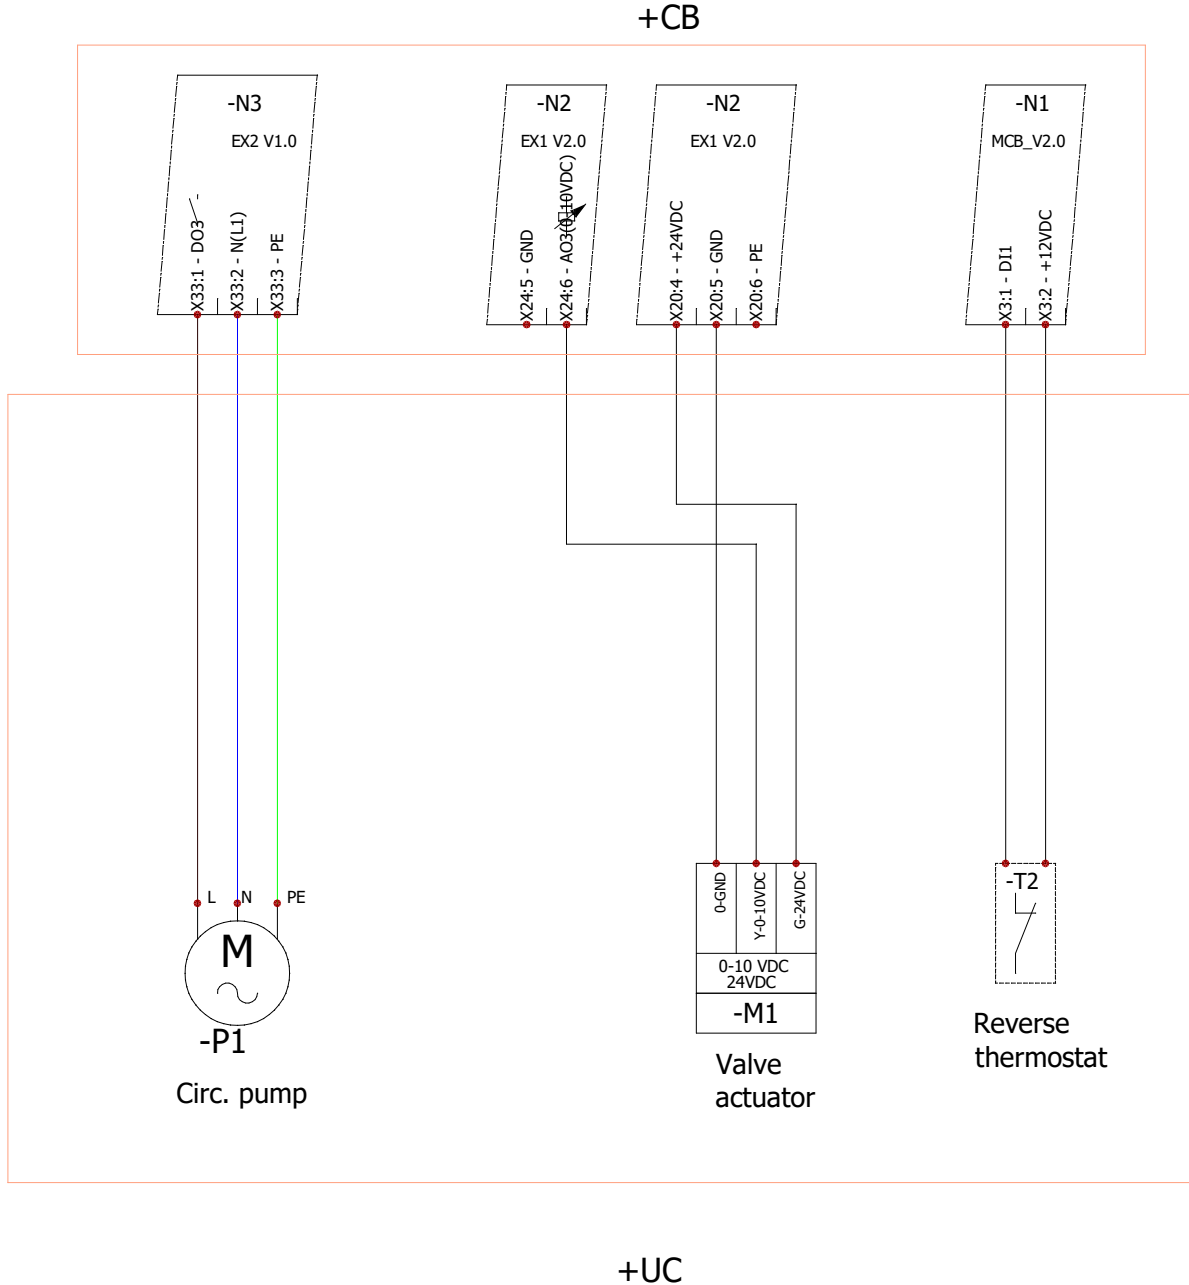 +CB
-N3
EX2 V1.0
X33:1 - DO3
X33:2 - N(L1)
X33:3 - PE
-N2
EX1 V2.0
X24:5 - GND
X24:6 - AO3(0-10VDC)
-N2
EX1 V2.0
X20:4 - +24VDC
X20:5 - GND
X20:6 - PE
-N1
MCB_V2.0
X3:1 - DI1
X3:2 - +12VDC
L
N
PE
M
-P1
Circ. pump
0-GND
Y-0-10VDC
G-24VDC
0-10 VDC
24VDC
-M1
Valve
actuator
-T2
Reverse
thermostat
+UC